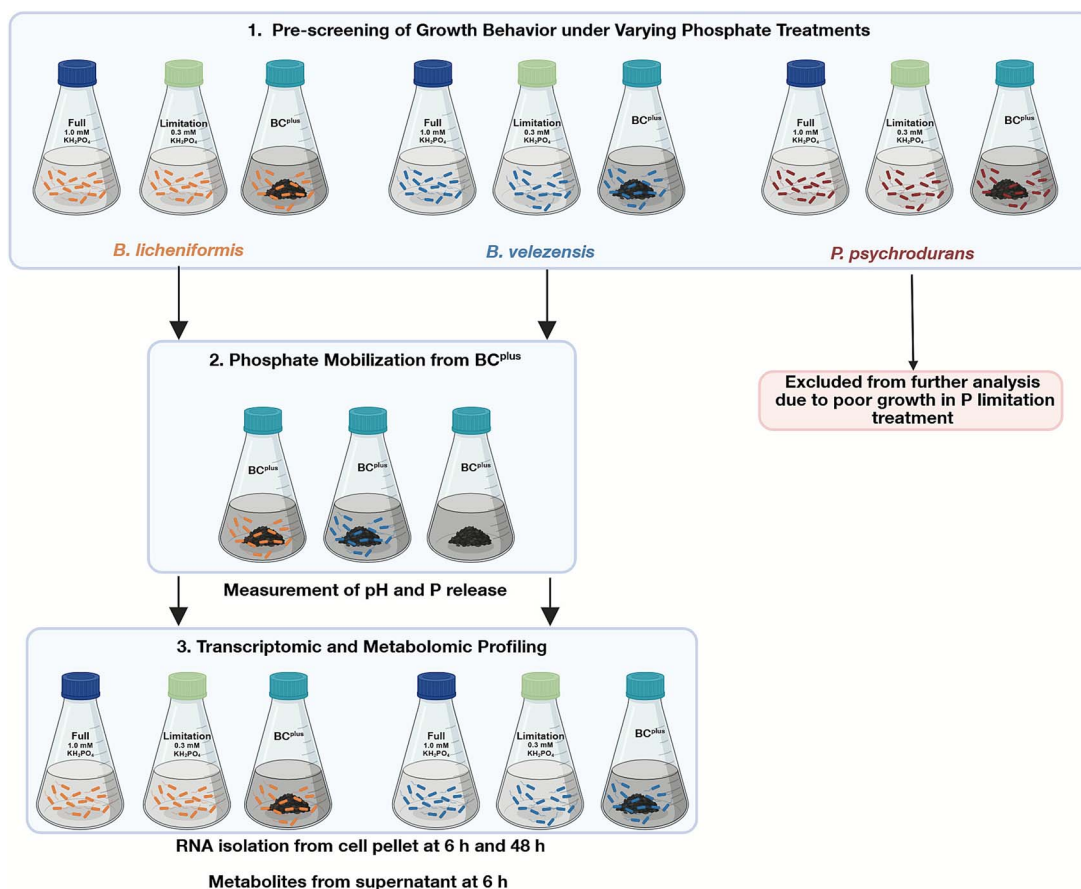 1. Pre-screening of Growth Behavior under Varying Phosphate Treatments
Full
1.0 mM
KH₂PO₄
Limitation
0.3 mM
KH₂PO₄
BCplus
Full
1.0 mM
KH₂PO₄
Limitation
0.3 mM
KH₂PO₄
BCplus
Full
1.0 mM
KH₂PO₄
Limitation
0.3 mM
KH₂PO₄
BCplus
B. licheniformis
B. velezensis
P. psychrodurans
2. Phosphate Mobilization from BCplus
BCplus
BCplus
BCplus
Measurement of pH and P release
Excluded from further analysis
due to poor growth in P limitation
treatment
3. Transcriptomic and Metabolomic Profiling
Full
1.0 mM
KH₂PO₄
Limitation
0.3 mM
KH₂PO₄
BCplus
Full
1.0 mM
KH₂PO₄
Limitation
0.3 mM
KH₂PO₄
BCplus
RNA isolation from cell pellet at 6 h and 48 h
Metabolites from supernatant at 6 h